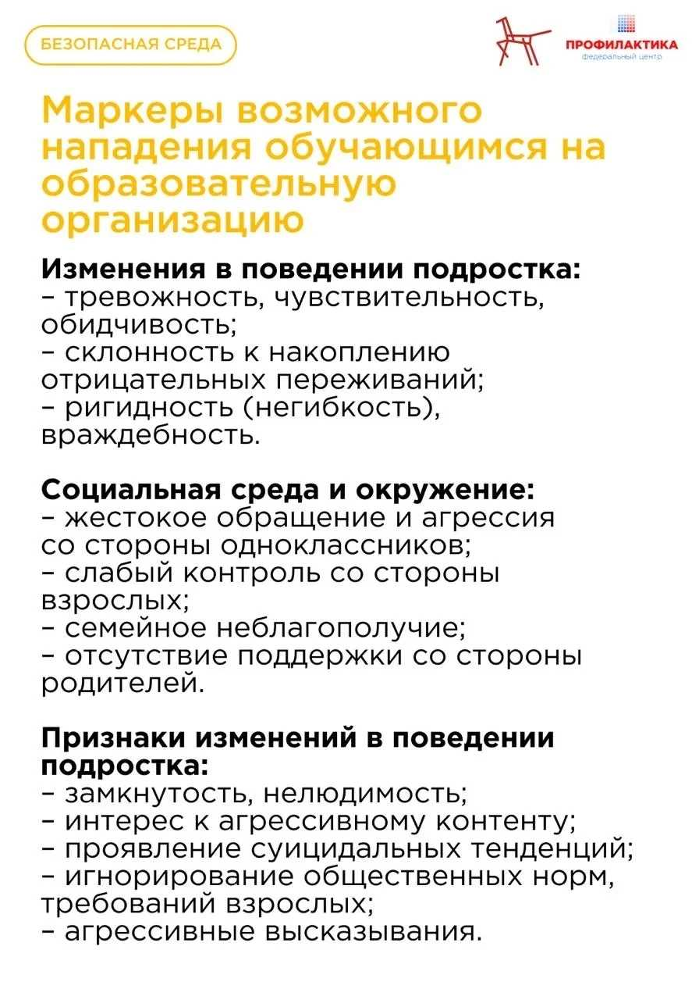 БЕЗОПАСНАЯ СРЕДА
ПРОФИЛАКТИКА
федеральный центр
Маркеры возможного
нападения обучающимся на
образовательную
организацию
Изменения в поведении подростка:
– тревожность, чувствительность,
обидчивость;
– склонность к накоплению
отрицательных переживаний;
– ригидность (негибкость),
враждебность.
Социальная среда и окружение:
– жестокое обращение и агрессия
со стороны одноклассников;
– слабый контроль со стороны
взрослых;
– семейное неблагополучие;
– отсутствие поддержки со стороны
родителей.
Признаки изменений в поведении
подростка:
– замкнутость, нелюдимость;
– интерес к агрессивному контенту;
– проявление суицидальных тенденций;
– игнорирование общественных норм,
требований взрослых;
– агрессивные высказывания.